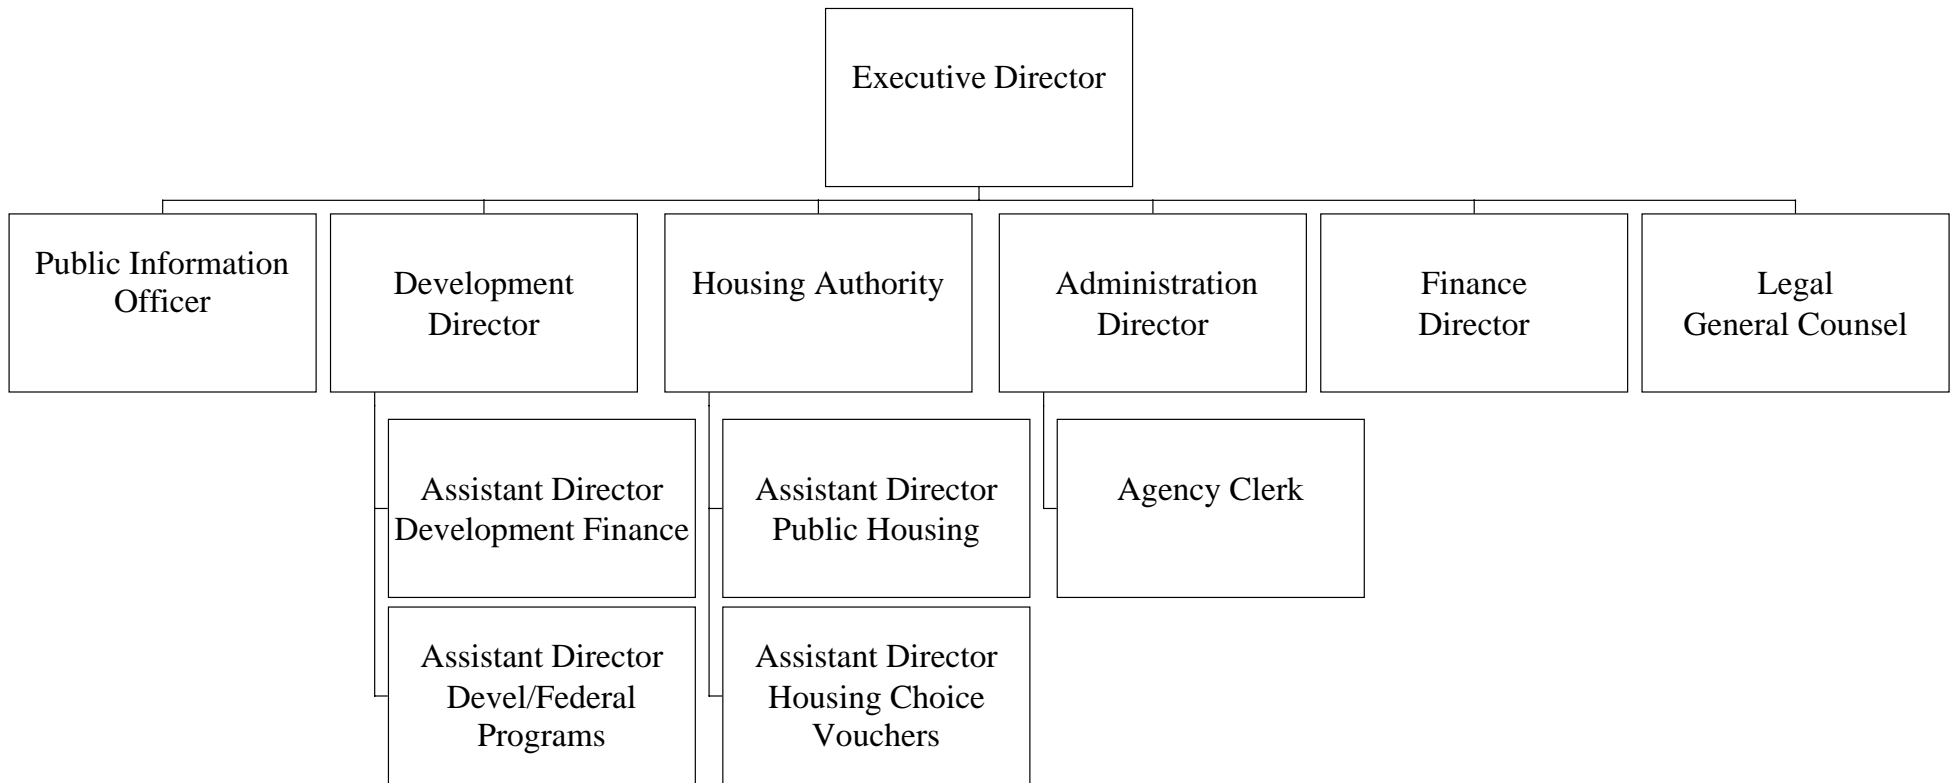 Executive Director
Public Information
Officer
Development
Director
Housing Authority
Administration
Director
Finance
Director
Legal
General Counsel
Assistant Director
Development Finance
Assistant Director
Public Housing
Agency Clerk
Assistant Director
Devel/Federal
Programs
Assistant Director
Housing Choice
Vouchers